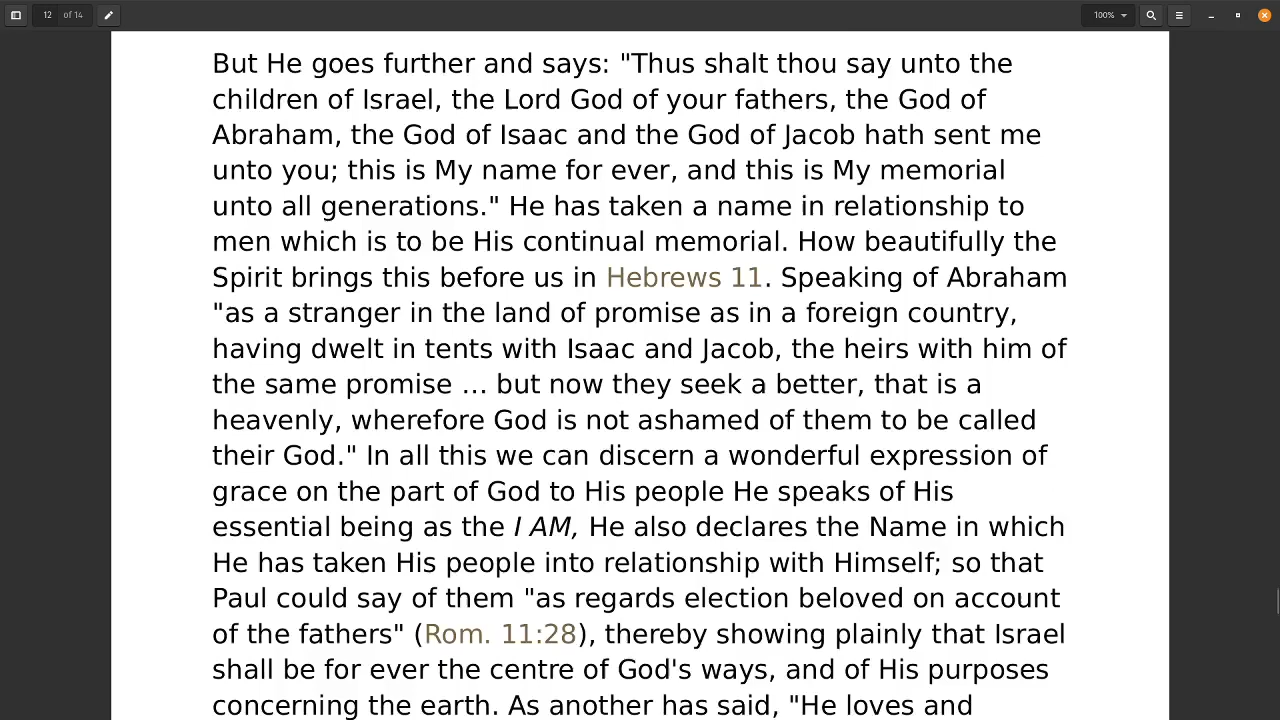 12 of 14
100%
But He goes further and says: "Thus shalt thou say unto the
children of Israel, the Lord God of your fathers, the God of
Abraham, the God of Isaac and the God of Jacob hath sent me
unto you; this is My name for ever, and this is My memorial
unto all generations." He has taken a name in relationship to
men which is to be His continual memorial. How beautifully the
Spirit brings this before us in Hebrews 11. Speaking of Abraham
"as a stranger in the land of promise as in a foreign country,
having dwelt in tents with Isaac and Jacob, the heirs with him of
the same promise ... but now they seek a better, that is a
heavenly, wherefore God is not ashamed of them to be called
their God." In all this we can discern a wonderful expression of
grace on the part of God to His people He speaks of His
essential being as the I AM, He also declares the Name in which
He has taken His people into relationship with Himself; so that
Paul could say of them "as regards election beloved on account
of the fathers" (Rom. 11:28), thereby showing plainly that Israel
shall be for ever the centre of God's ways, and of His purposes
concerning the earth. As another has said, "He loves and